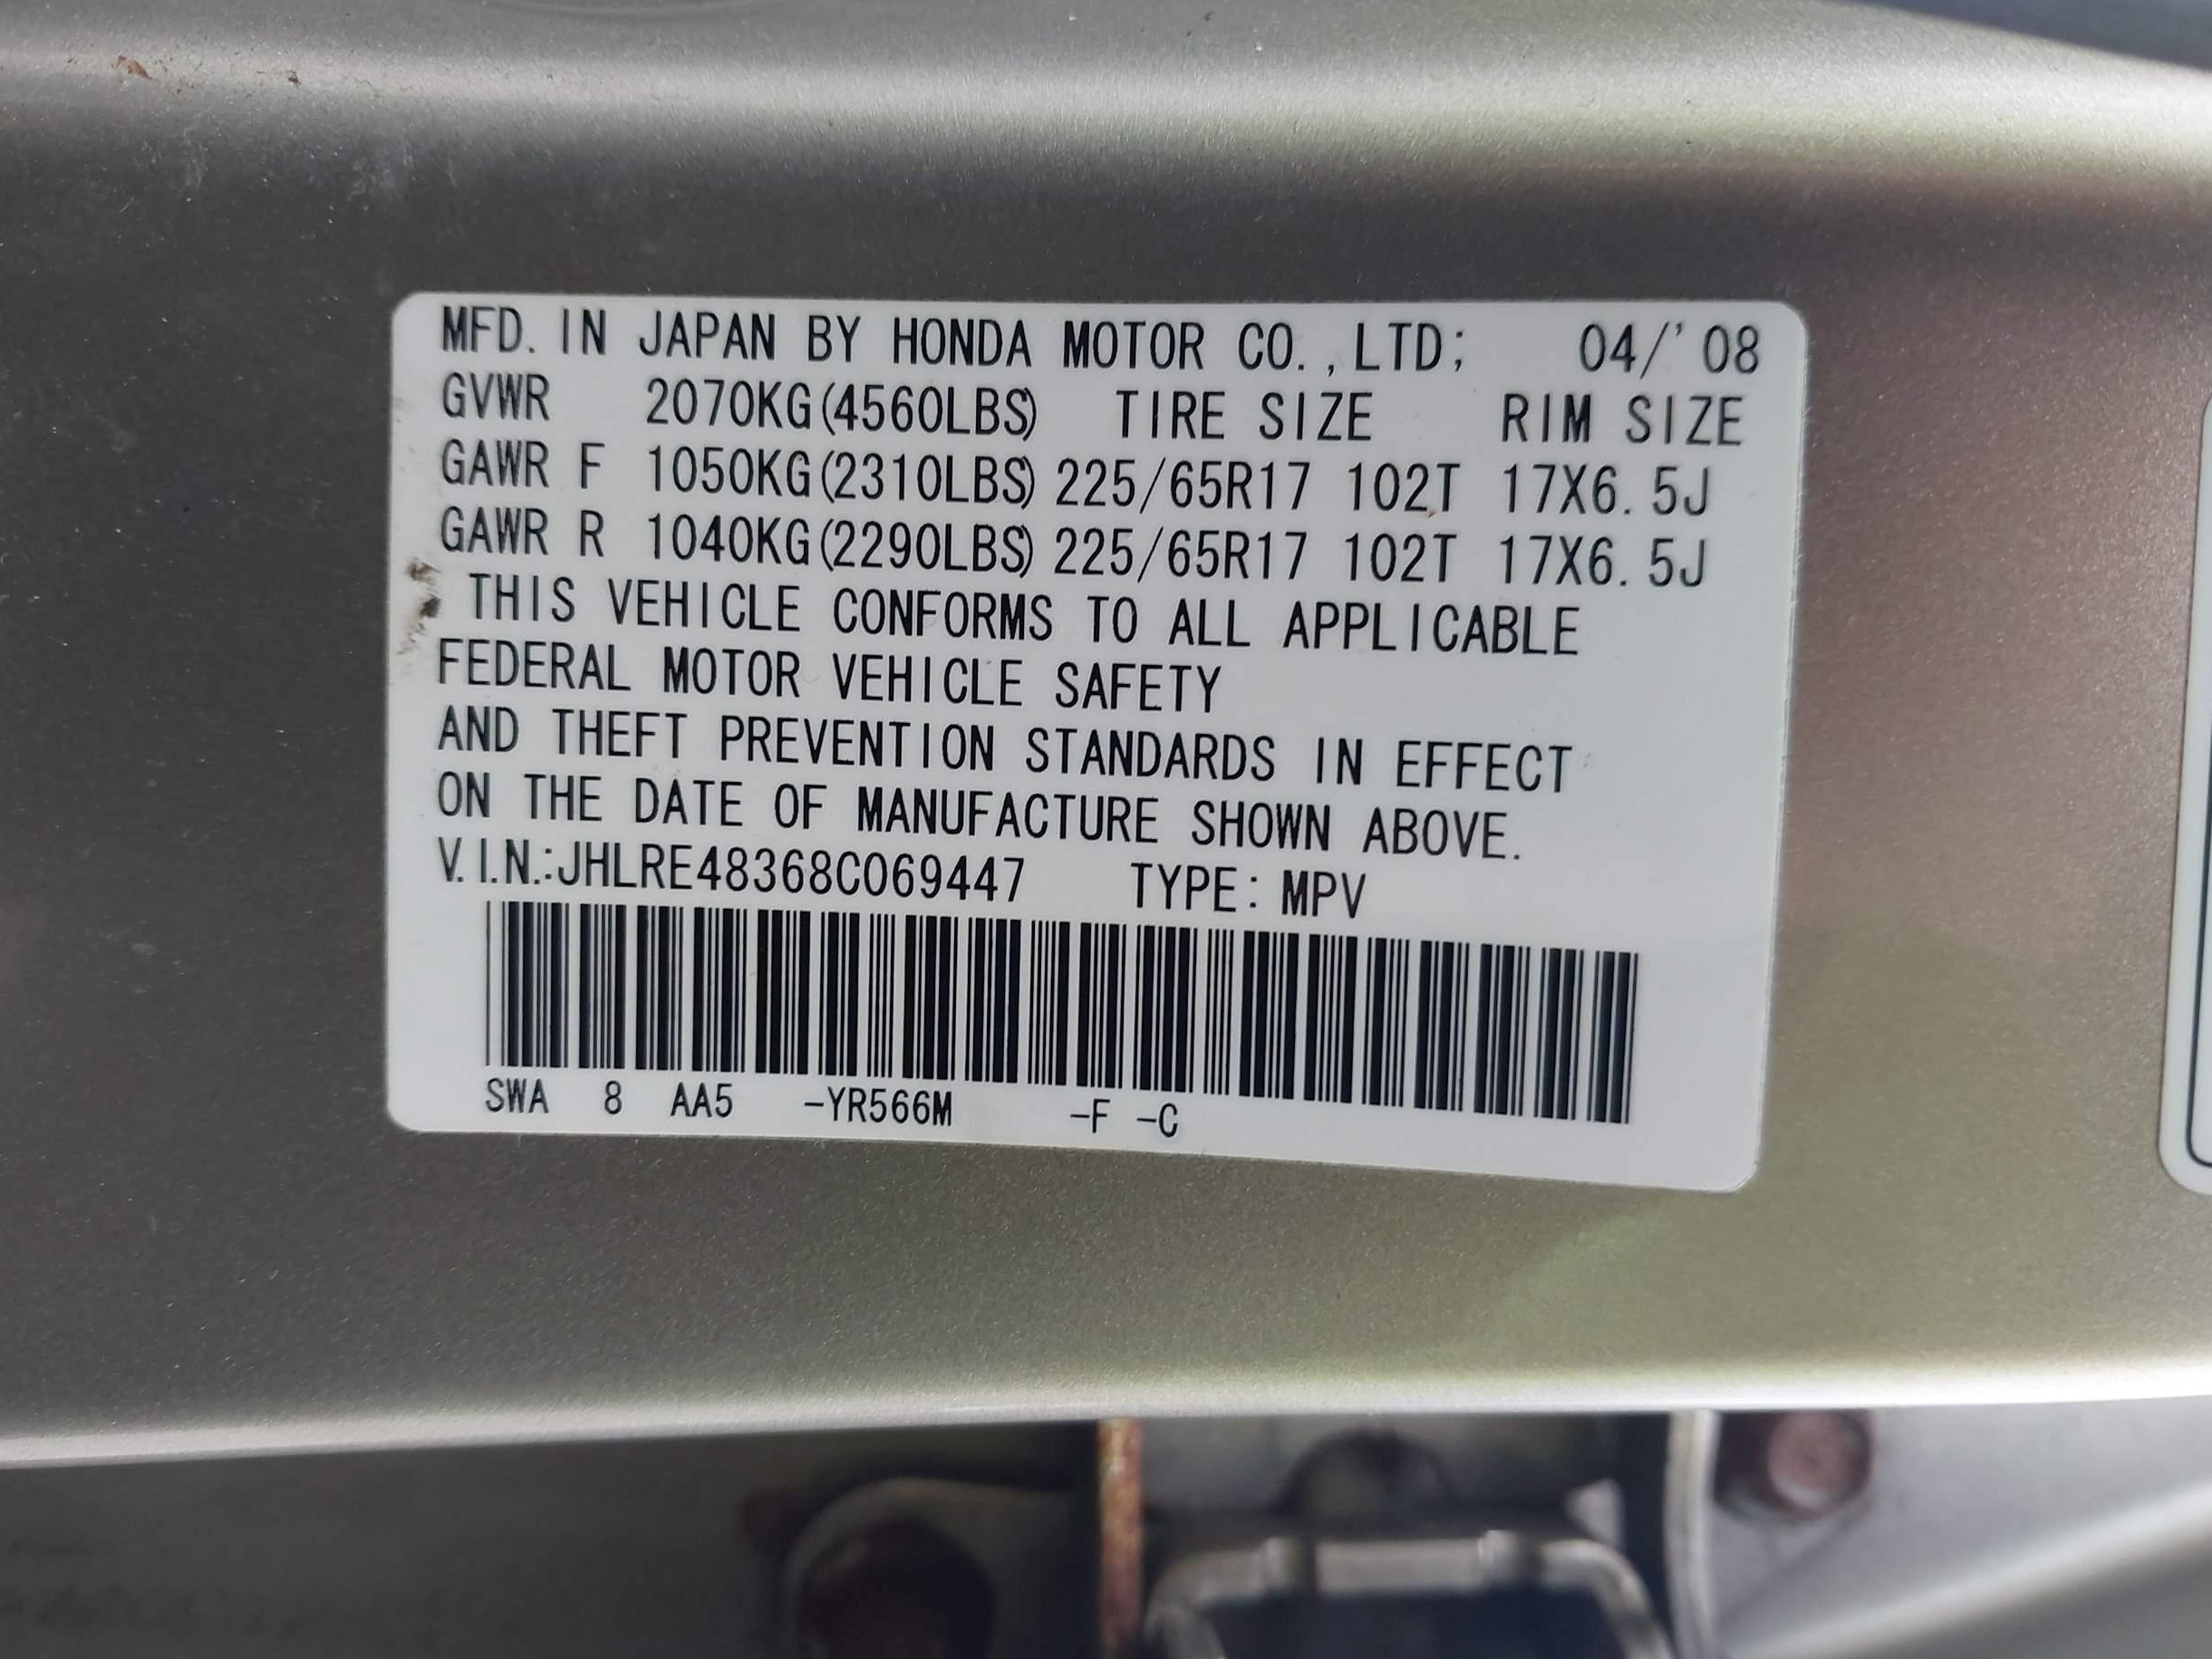 MFD. IN JAPAN BY HONDA MOTOR CO., LTD; 04/'08
GVWR 2070KG(4560LBS) TIRE SIZE RIM SIZE
GAWR F 1050KG(2310LBS) 225/65R17 102T 17X6.5J
GAWR R 1040KG(2290LBS) 225/65R17 102T 17X6.5J
THIS VEHICLE CONFORMS TO ALL APPLICABLE
FEDERAL MOTOR VEHICLE SAFETY
AND THEFT PREVENTION STANDARDS IN EFFECT
ON THE DATE OF MANUFACTURE SHOWN ABOVE.
V.I.N.:JHLRE48368C069447 TYPE: MPV
SWA 8 AA5 -YR566M -F -C